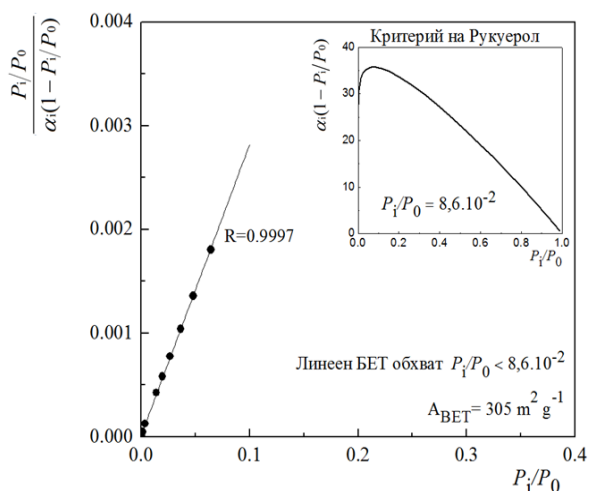 0.004
0.003
0.002
0.001
0.000
0.0
0.1
0.2
0.3
0.4
P_i/P_0
α_i(1 - P_i/P_0)
P_i/P_0
R=0.9997
Критерий на Рукуерол
40
30
20
10
0
0.0
0.2
0.4
0.6
0.8
1.0
α_i(1 - P_i/P_0)
P_i/P_0 = 8,6.10^-2
P_i/P_0
Линеен БЕТ обхват P_i/P_0 < 8,6.10^-2
A_BET= 305 m^2 g^-1